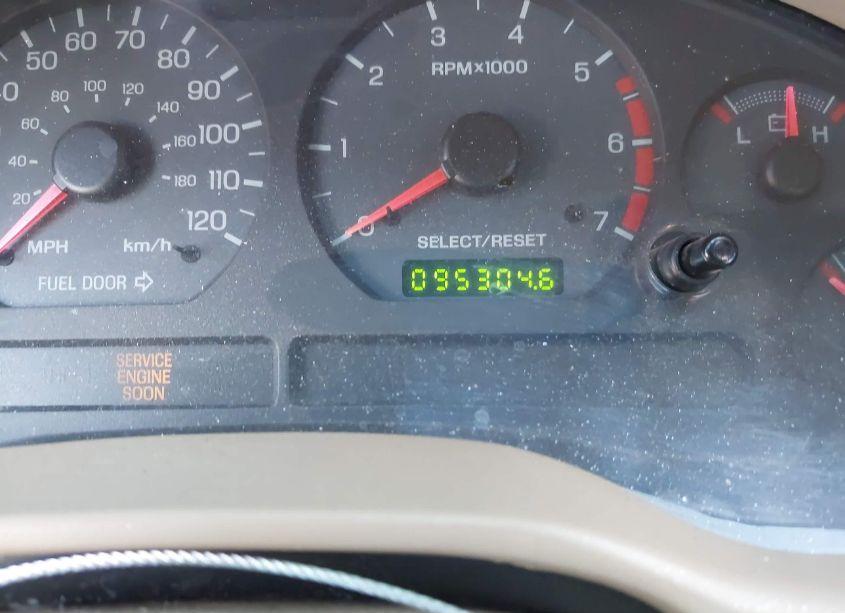 50 60 70 80 90 100 110 120
20 40 60 80 100 120 140 160 180
MPH km/h
FUEL DOOR
0 1 2 3 4 5 6 7
RPM×1000
SELECT/RESET
095304.6
L H
SERVICE
ENGINE
SOON